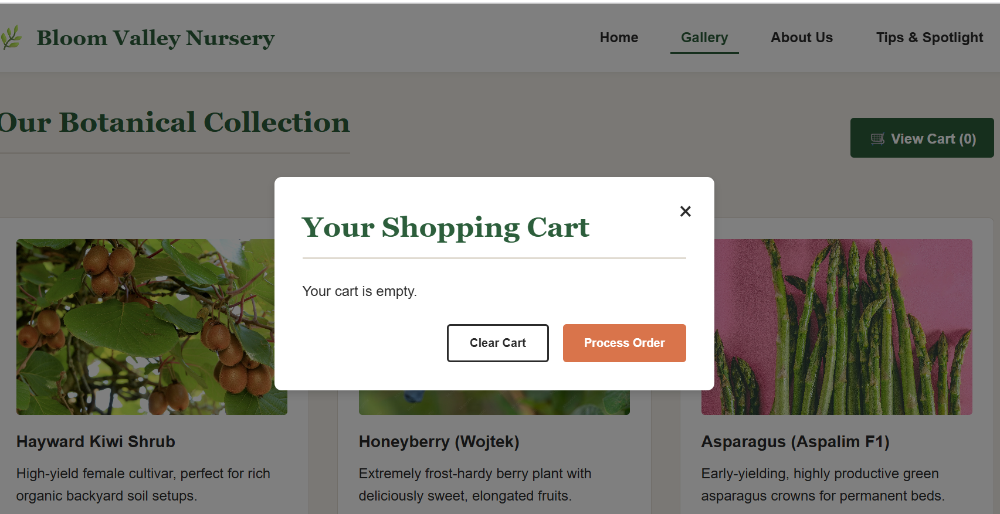 Bloom Valley Nursery
Home
Gallery
About Us
Tips & Spotlight
Our Botanical Collection
View Cart (0)
Your Shopping Cart
×
Your cart is empty.
Clear Cart
Process Order
Hayward Kiwi Shrub
High-yield female cultivar, perfect for rich
organic backyard soil setups.
Honeyberry (Wojtek)
Extremely frost-hardy berry plant with
deliciously sweet, elongated fruits.
Asparagus (Aspalim F1)
Early-yielding, highly productive green
asparagus crowns for permanent beds.